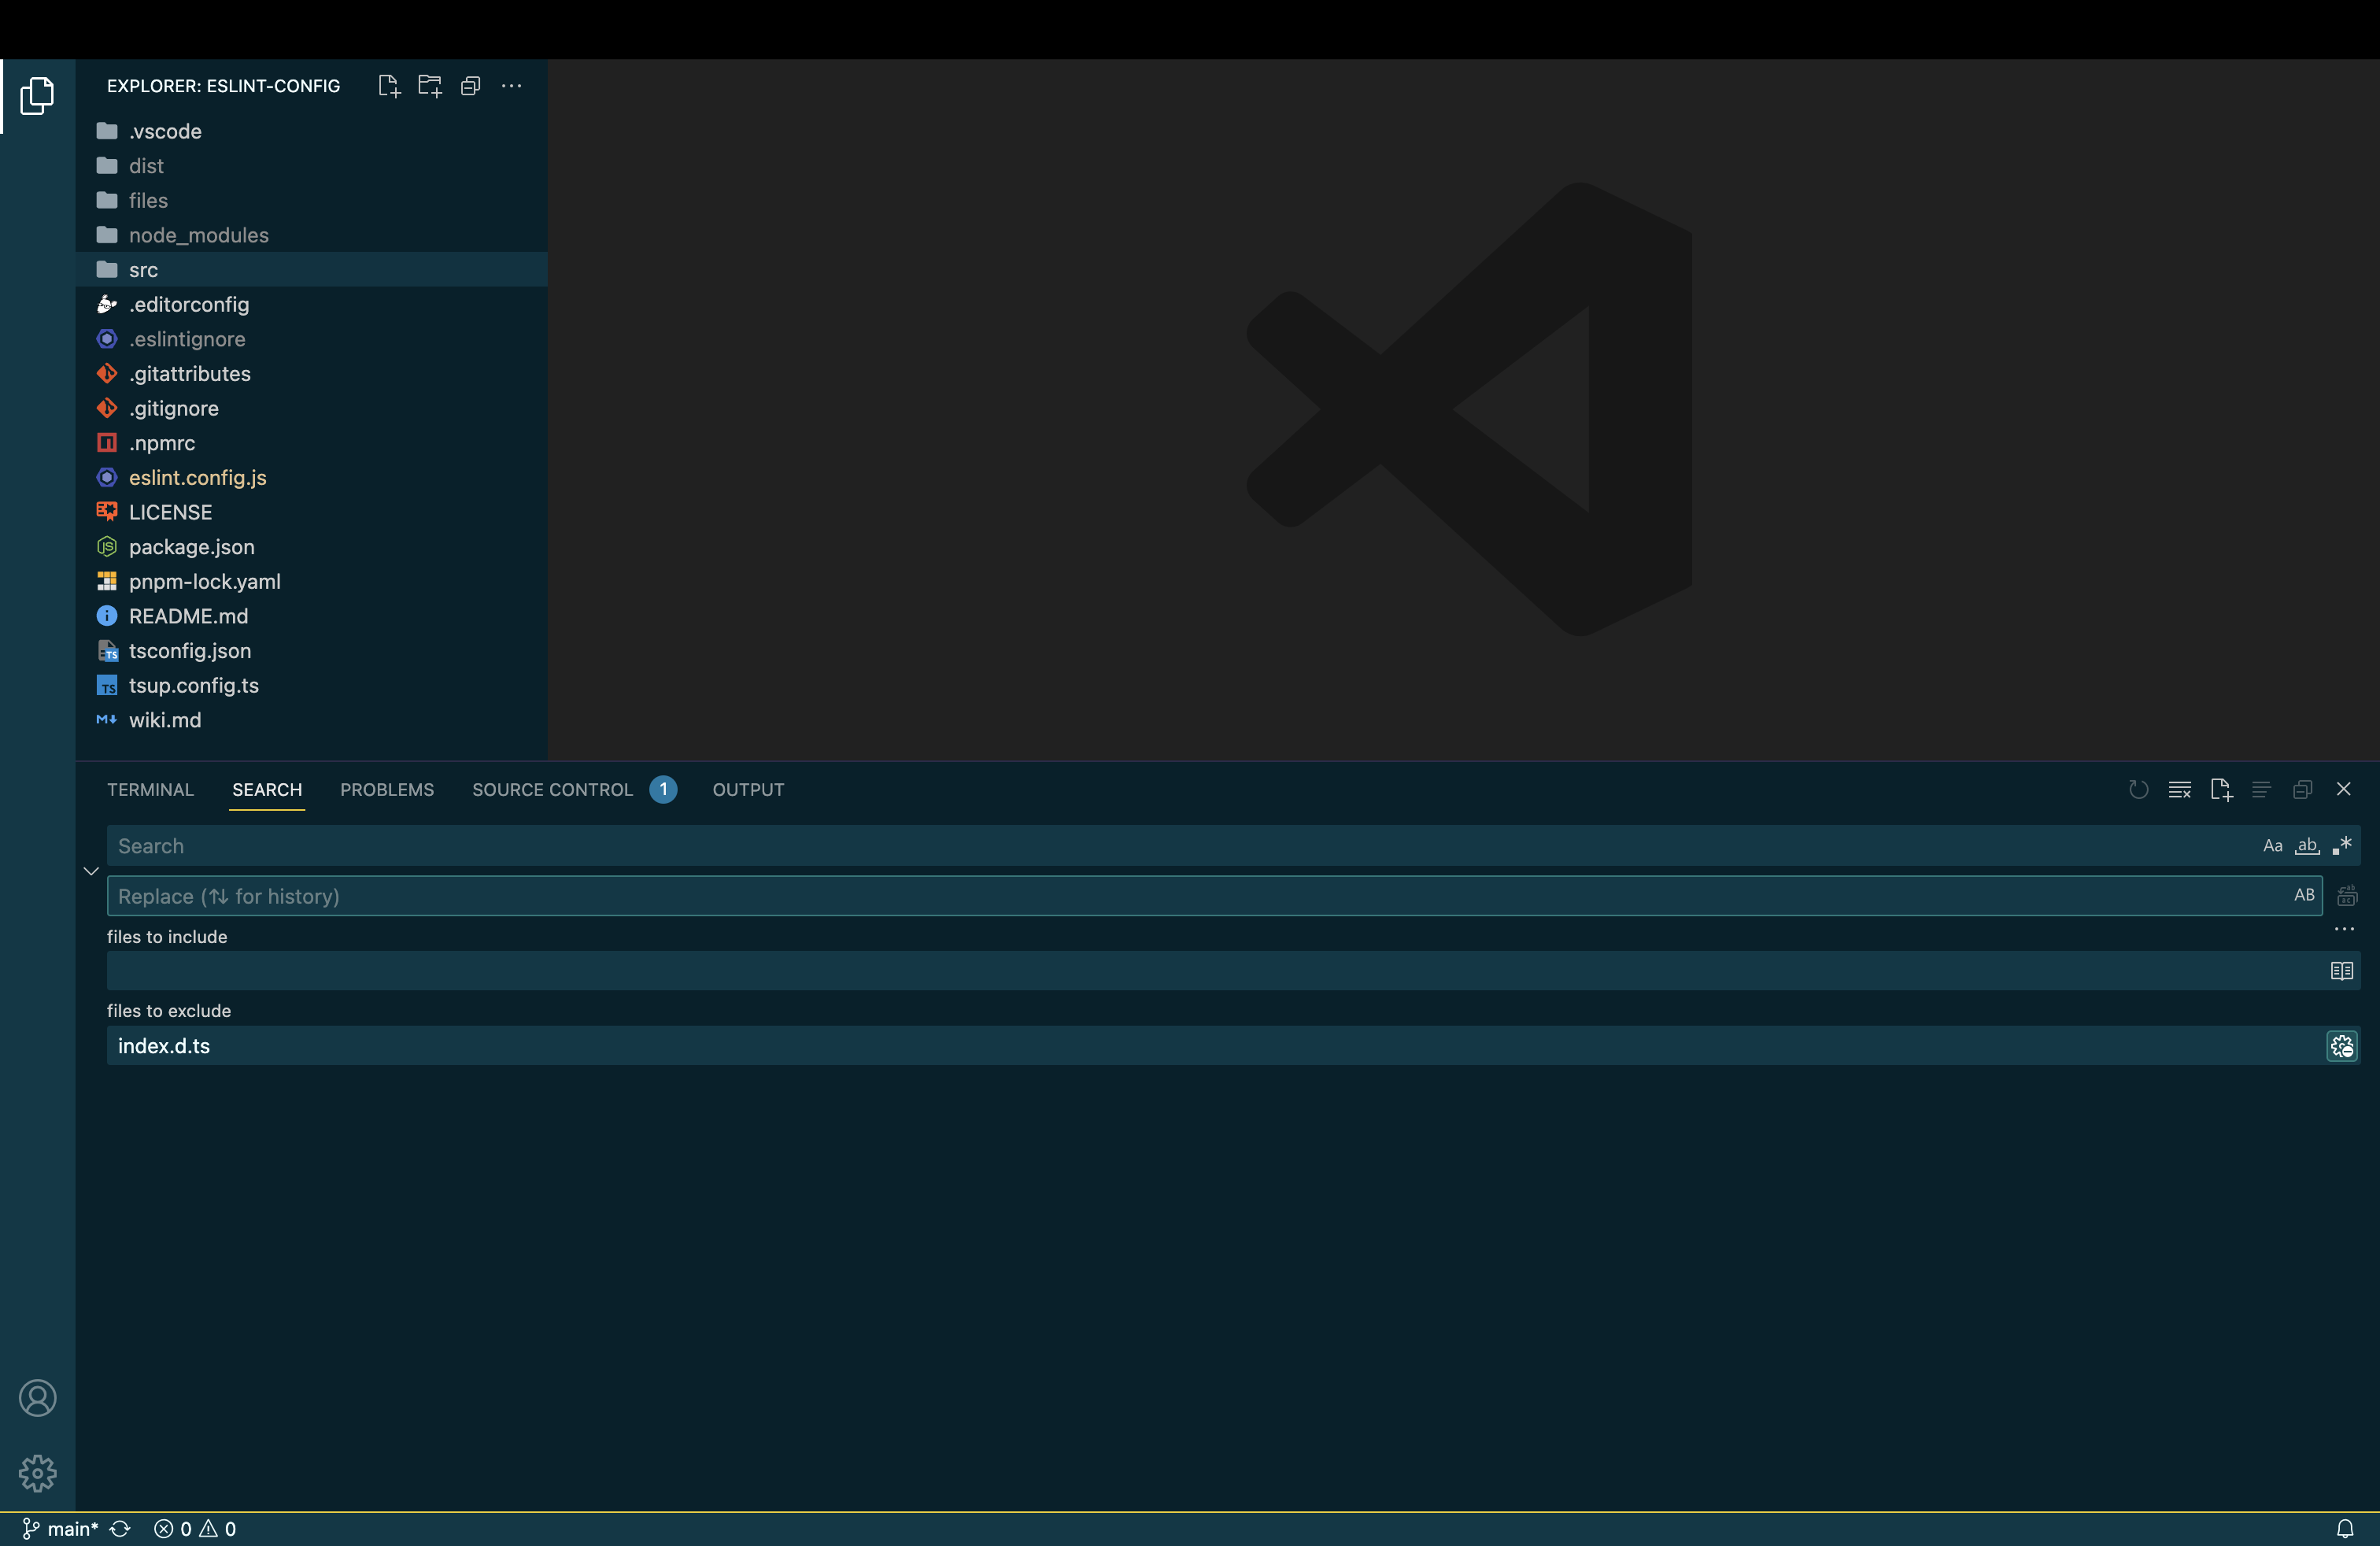 EXPLORER: ESLINT-CONFIG
.vscode
dist
files
node_modules
src
.editorconfig
.eslintignore
.gitattributes
.gitignore
.npmrc
eslint.config.js
LICENSE
package.json
pnpm-lock.yaml
README.md
tsconfig.json
tsup.config.ts
wiki.md
TERMINAL SEARCH PROBLEMS SOURCE CONTROL 1 OUTPUT
Search Aa ab
Replace (⇅ for history) AB
files to include
files to exclude
index.d.ts
main* 0 0